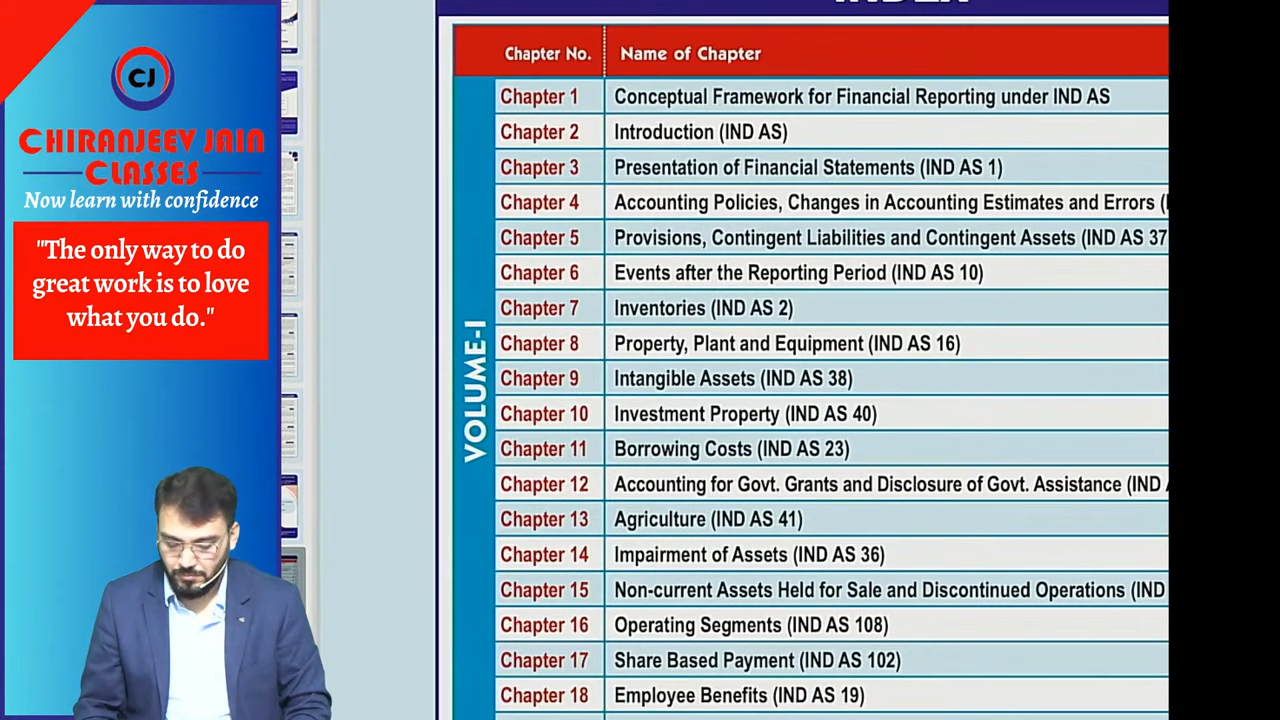 CJ
CHIRANJEEV JAIN
CLASSES
Now learn with confidence
"The only way to do
great work is to love
what you do."
INDEX
Chapter No. Name of Chapter
VOLUME-I
Chapter 1 Conceptual Framework for Financial Reporting under IND AS
Chapter 2 Introduction (IND AS)
Chapter 3 Presentation of Financial Statements (IND AS 1)
Chapter 4 Accounting Policies, Changes in Accounting Estimates and Errors (
Chapter 5 Provisions, Contingent Liabilities and Contingent Assets (IND AS 37
Chapter 6 Events after the Reporting Period (IND AS 10)
Chapter 7 Inventories (IND AS 2)
Chapter 8 Property, Plant and Equipment (IND AS 16)
Chapter 9 Intangible Assets (IND AS 38)
Chapter 10 Investment Property (IND AS 40)
Chapter 11 Borrowing Costs (IND AS 23)
Chapter 12 Accounting for Govt. Grants and Disclosure of Govt. Assistance (IND
Chapter 13 Agriculture (IND AS 41)
Chapter 14 Impairment of Assets (IND AS 36)
Chapter 15 Non-current Assets Held for Sale and Discontinued Operations (IND
Chapter 16 Operating Segments (IND AS 108)
Chapter 17 Share Based Payment (IND AS 102)
Chapter 18 Employee Benefits (IND AS 19)